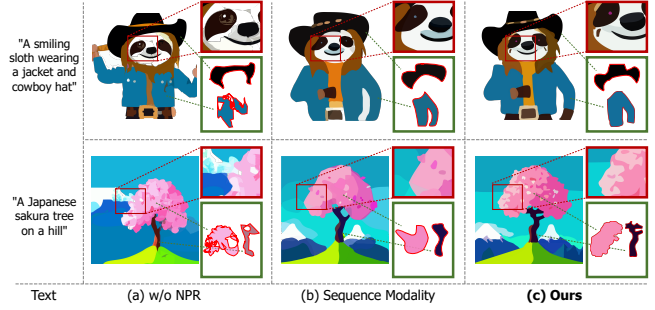 "A smiling
sloth wearing
a jacket and
cowboy hat"
"A Japanese
sakura tree
on a hill"
Text
(a) w/o NPR
(b) Sequence Modality
(c) Ours